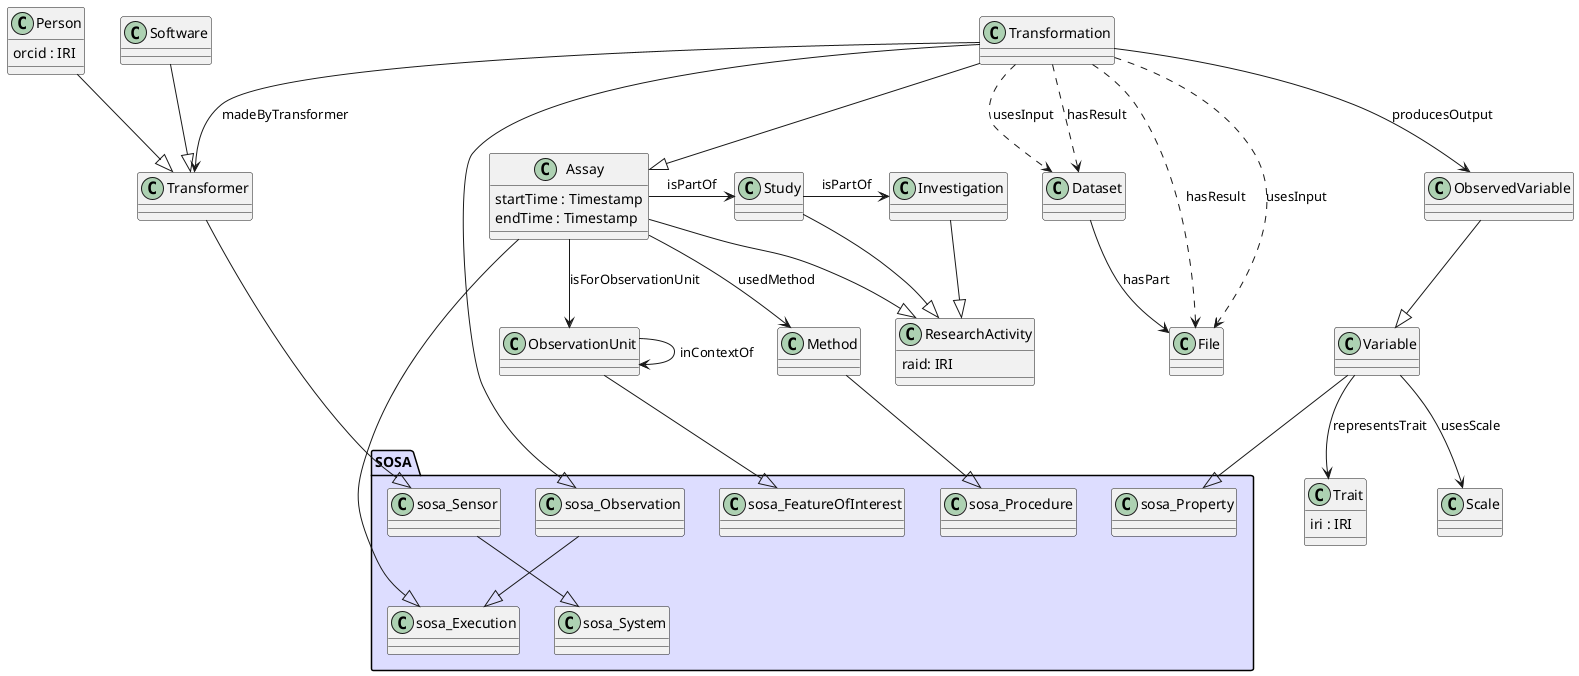 C Person
orcid : IRI
C Software
C Transformation
madeByTransformer
usesInput
hasResult
producesOutput
C Transformer
C Assay
startTime : Timestamp
endTime : Timestamp
isPartOf
C Study
isPartOf
C Investigation
C Dataset
hasResult
usesInput
C ObservedVariable
isForObservationUnit
usedMethod
hasPart
C ObservationUnit
inContextOf
C Method
C ResearchActivity
raid: IRI
C File
C Variable
representsTrait
usesScale
SOSA
C sosa_Sensor
C sosa_Observation
C sosa_FeatureOfInterest
C sosa_Procedure
C sosa_Property
C Trait
iri : IRI
C Scale
C sosa_Execution
C sosa_System